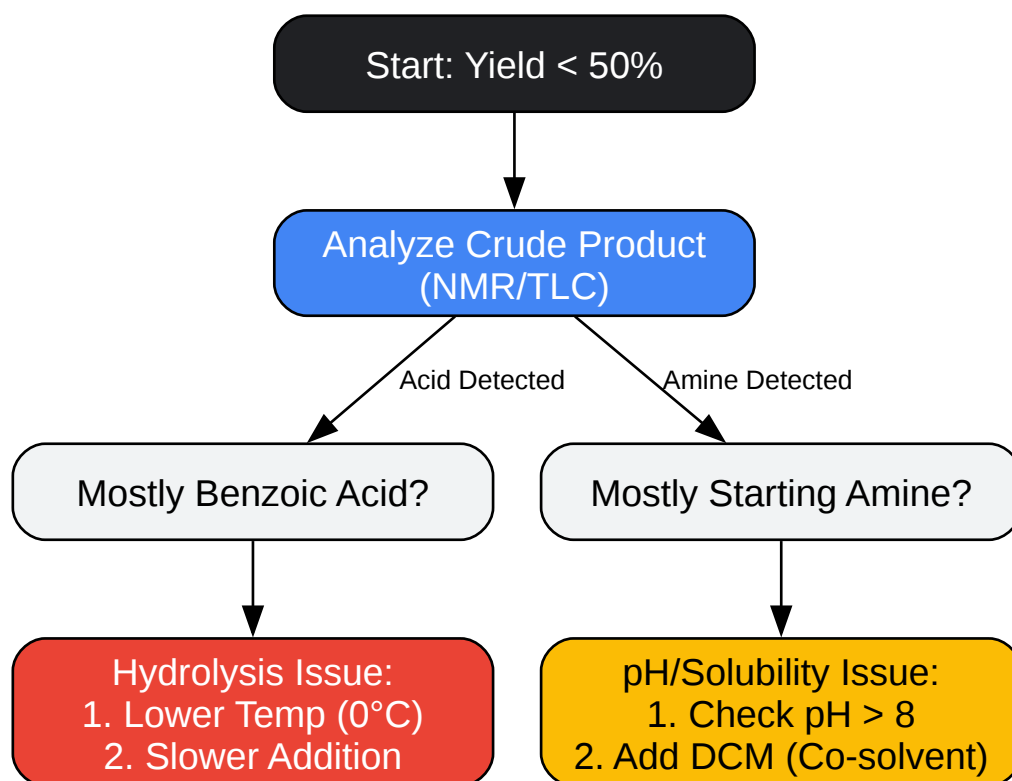 Start: Yield < 50%
Analyze Crude Product
(NMR/TLC)
Acid Detected
Amine Detected
Mostly Benzoic Acid?
Mostly Starting Amine?
Hydrolysis Issue:
1. Lower Temp (0°C)
2. Slower Addition
pH/Solubility Issue:
1. Check pH > 8
2. Add DCM (Co-solvent)